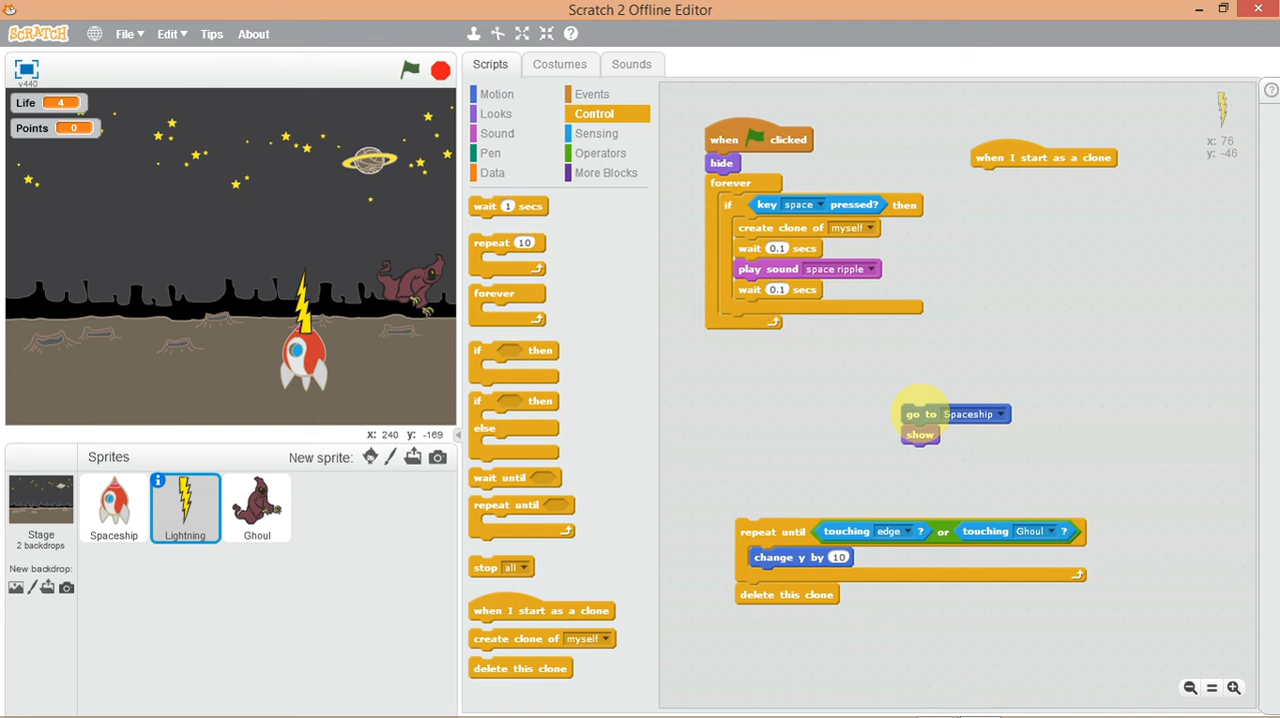 Scratch 2 Offline Editor
SCRATCH File Edit Tips About
v440
Life 4
Points 0
x: 240 y: -169
Sprites New sprite:
Stage
2 backdrops
New backdrop:
Spaceship
Lightning
Ghoul
Scripts Costumes Sounds
Motion Events
Looks Control
Sound Sensing
Pen Operators
Data More Blocks
wait 1 secs
repeat 10
forever
if then
if then
else
wait until
repeat until
stop all
when I start as a clone
create clone of myself
delete this clone
when clicked
hide
forever
if key space pressed? then
create clone of myself
wait 0.1 secs
play sound space ripple
wait 0.1 secs
when I start as a clone
x: 76
y: -46
go to Spaceship
show
repeat until touching edge ? or touching Ghoul ?
change y by 10
delete this clone